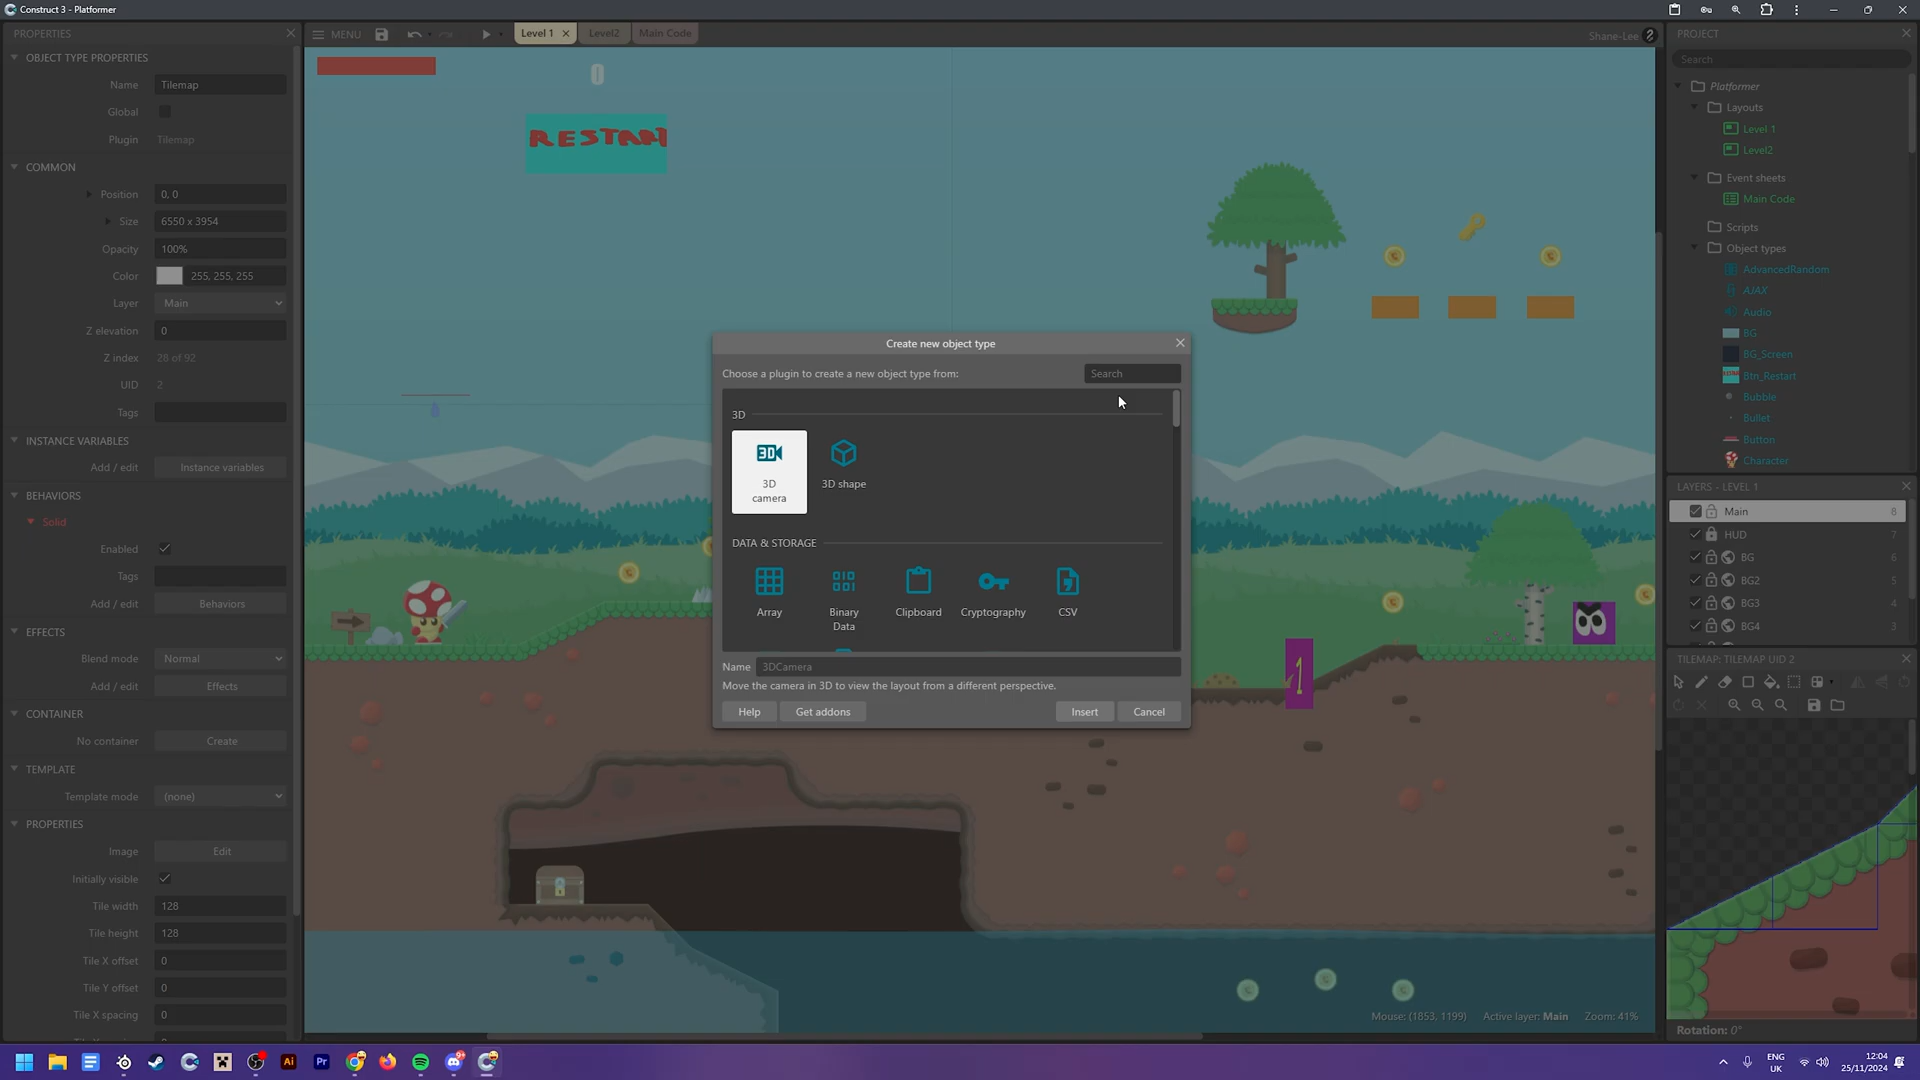 Construct 3 - Platformer
PROPERTIES
OBJECT TYPE PROPERTIES
Name Tilemap
Global
Plugin Tilemap
COMMON
Position 0, 0
Size 6550 x 3954
Opacity 100%
Color 255, 255, 255
Layer Main
Z elevation 0
Z index 28 of 92
UID 2
Tags
INSTANCE VARIABLES
Add / edit Instance variables
BEHAVIORS
Solid
Enabled
Tags
Add / edit Behaviors
EFFECTS
Blend mode Normal
Add / edit Effects
CONTAINER
No container Create
TEMPLATE
Template mode (none)
PROPERTIES
Image Edit
Initially visible
Tile width 128
Tile height 128
Tile X offset 0
Tile Y offset 0
Tile X spacing 0
MENU
Level 1
Level2
Main Code
Shane-Lee
0
RESTART
1
Create new object type
Choose a plugin to create a new object type from:
Search
3D
3D
3D camera
3D shape
DATA & STORAGE
Array
Binary Data
Clipboard
Cryptography
CSV
Name 3DCamera
Move the camera in 3D to view the layout from a different perspective.
Help
Get addons
Insert
Cancel
Mouse: (1853, 1199) Active layer: Main Zoom: 41%
PROJECT
Search
Platformer
Layouts
Level 1
Level2
Event sheets
Main Code
Scripts
Object types
AdvancedRandom
AJAX
Audio
BG
BG_Screen
Btn_Restart
Bubble
Bullet
Button
Character
LAYERS - LEVEL 1
Main 8
HUD 7
BG 6
BG2 5
BG3 4
BG4 3
TILEMAP: TILEMAP UID 2
Rotation: 0°
Ai
Pr
ENG
UK
12:04
25/11/2024